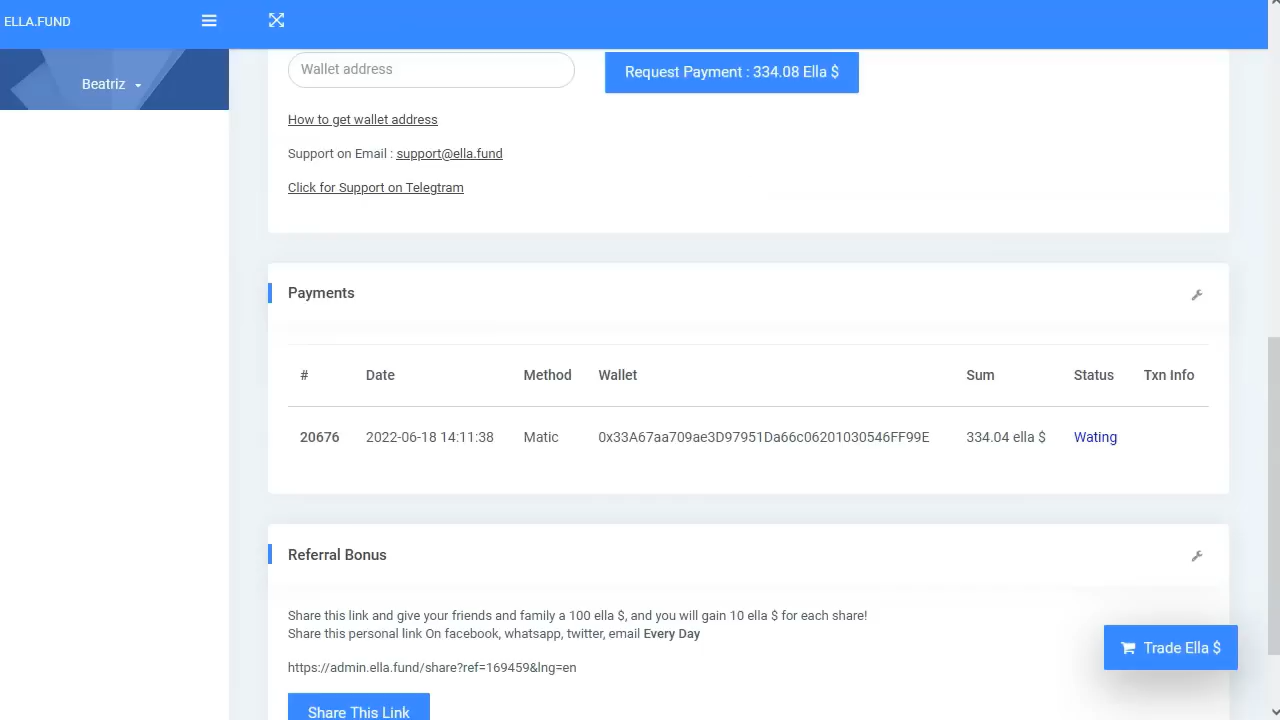 ELLA.FUND
Beatriz
Wallet address
Request Payment : 334.08 Ella $
How to get wallet address
Support on Email : support@ella.fund
Click for Support on Telegtram
Payments
# Date Method Wallet Sum Status Txn Info
20676 2022-06-18 14:11:38 Matic 0x33A67aa709ae3D97951Da66c06201030546FF99E 334.04 ella $ Wating
Referral Bonus
Share this link and give your friends and family a 100 ella $, and you will gain 10 ella $ for each share!
Share this personal link On facebook, whatsapp, twitter, email Every Day
https://admin.ella.fund/share?ref=169459&lng=en
Trade Ella $
Share This Link